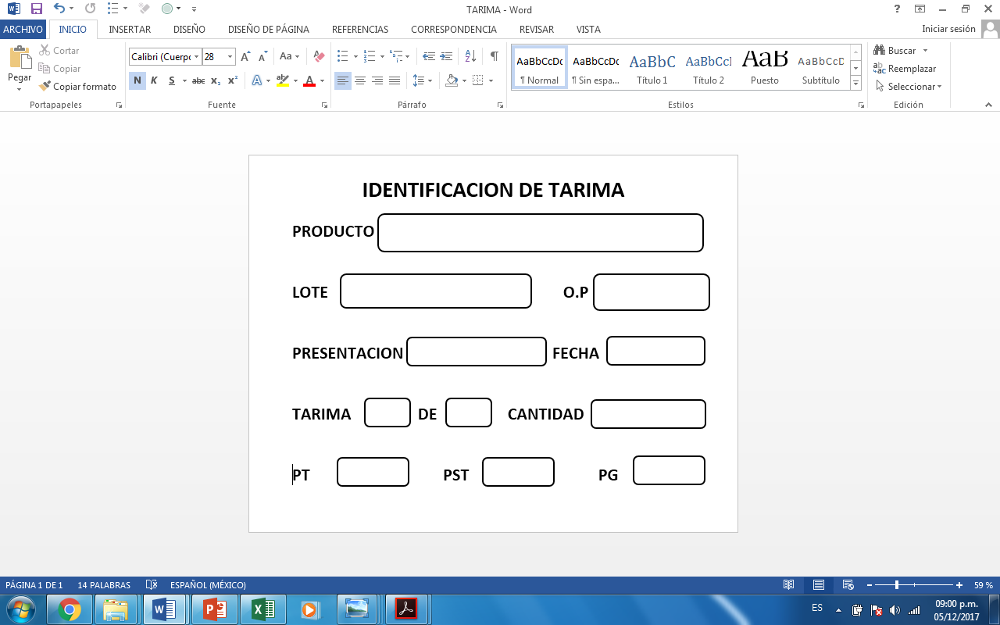 TARIMA - Word
ARCHIVO INICIO INSERTAR DISEÑO DISEÑO DE PÁGINA REFERENCIAS CORRESPONDENCIA REVISAR VISTA Iniciar sesión
Pegar
Cortar
Copiar
Copiar formato
Portapapeles
Calibri (Cuerpo 28
N K S abc x₂ x²
Fuente
Párrafo
AaBbCcDc ¶ Normal
AaBbCcDc ¶ Sin espa...
AaBbC Título 1
AaBbCcI Título 2
AaB Puesto
AaBbCcD Subtítulo
Estilos
Buscar
Reemplazar
Seleccionar
Edición
IDENTIFICACION DE TARIMA
PRODUCTO
LOTE O.P
PRESENTACION FECHA
TARIMA DE CANTIDAD
PT PST PG
PÁGINA 1 DE 1 14 PALABRAS ESPAÑOL (MÉXICO) 59 %
ES 09:00 p.m.
05/12/2017